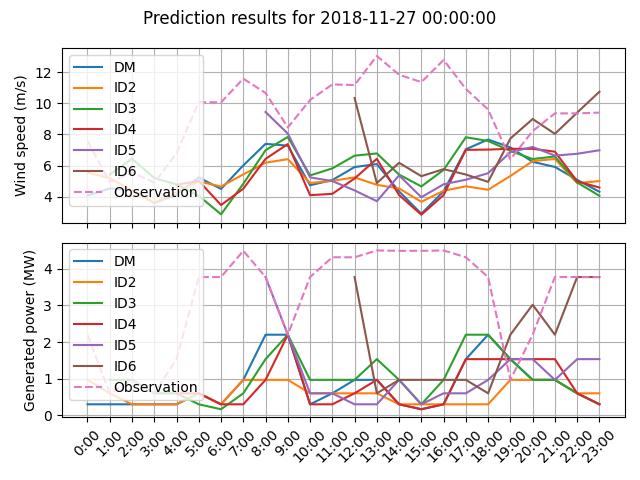 Prediction results for 2018-11-27 00:00:00
Wind speed (m/s)
12
10
8
6
4
DM
ID2
ID3
ID4
ID5
ID6
Observation
Generated power (MW)
4
3
2
1
0
DM
ID2
ID3
ID4
ID5
ID6
Observation
0:00 1:00 2:00 3:00 4:00 5:00 6:00 7:00 8:00 9:00 10:00 11:00 12:00 13:00 14:00 15:00 16:00 17:00 18:00 19:00 20:00 21:00 22:00 23:00